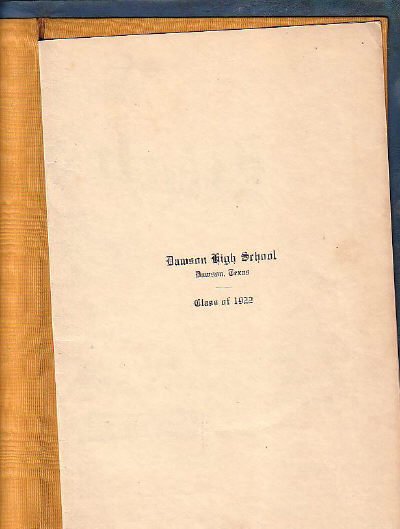 Dawson High School
Dawson, Texas
Class of 1922